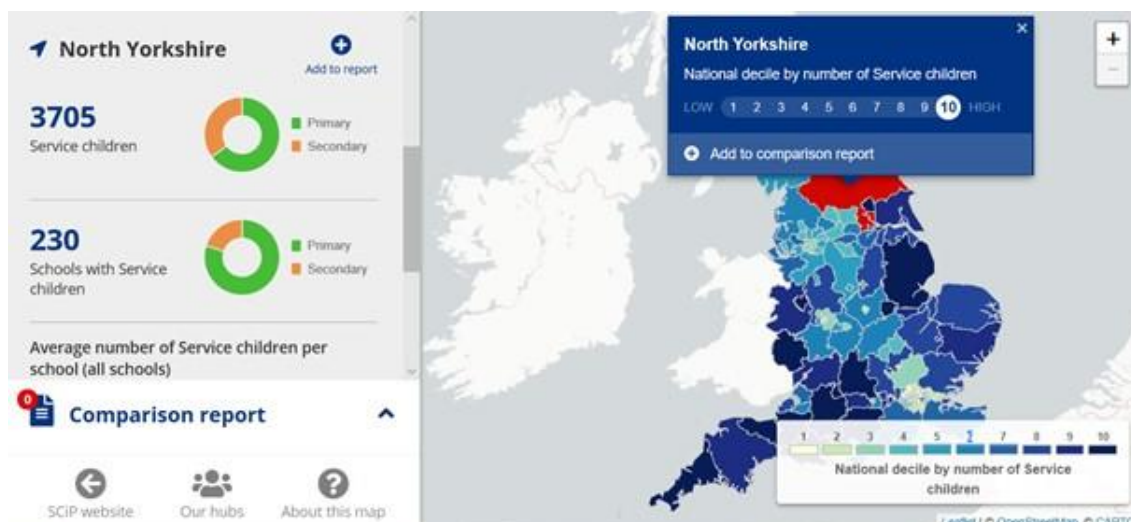 North Yorkshire
Add to report
3705
Service children
Primary
Secondary
230
Schools with Service
children
Primary
Secondary
Average number of Service children per
school (all schools)
0
Comparison report
SCiP website
Our hubs
About this map
North Yorkshire
National decile by number of Service children
LOW 1 2 3 4 5 6 7 8 9 10 HIGH
Add to comparison report
1 2 3 4 5 7 8 9 10
National decile by number of Service
children
Leaflet | © OpenStreetMap, © CARTO